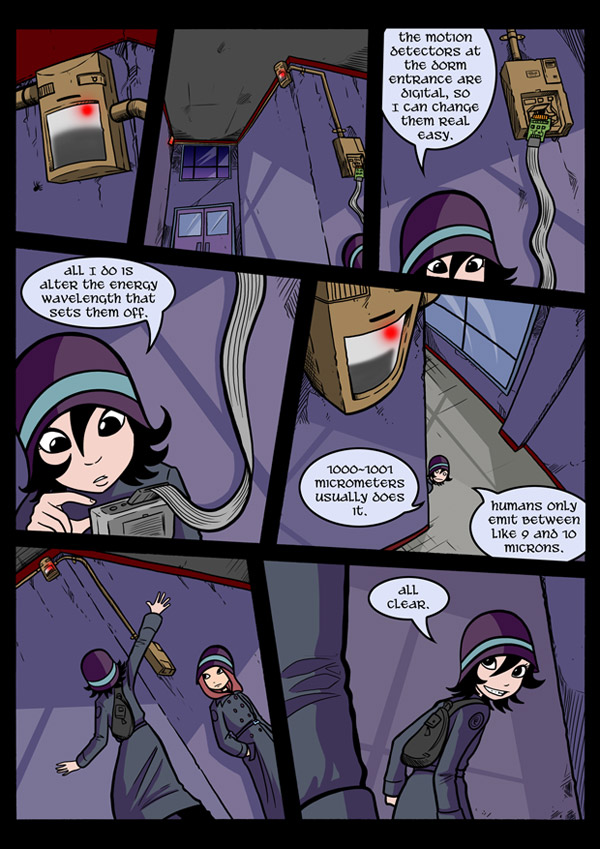 the motion
detectors at
the dorm
entrance are
digital, so
I can change
them real
easy.
all I do is
alter the energy
wavelength that
sets them off.
1000~1001
micrometers
usually does
it.
humans only
emit between
like 9 and 10
microns.
all
clear.